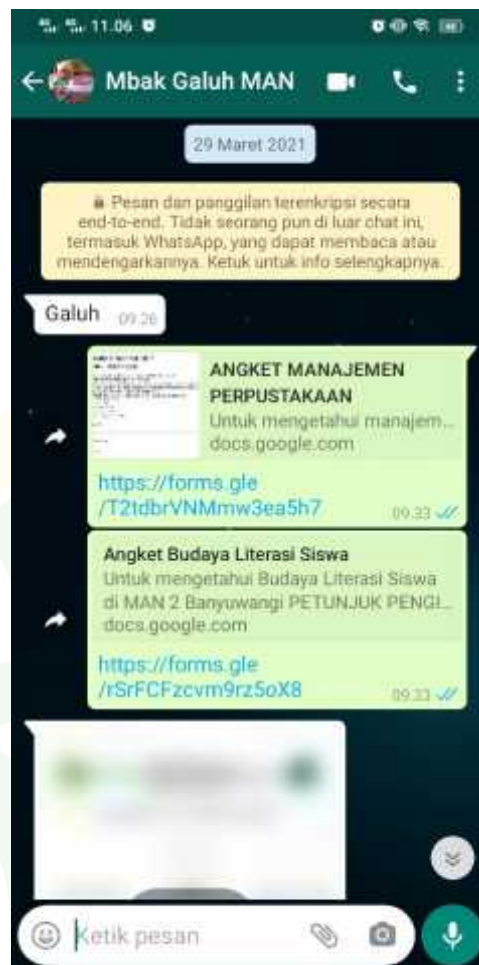 11.06
Mbak Galuh MAN
29 Maret 2021
Pesan dan panggilan terenkripsi secara
end-to-end. Tidak seorang pun di luar chat ini,
termasuk WhatsApp, yang dapat membaca atau
mendengarkannya. Ketuk untuk info selengkapnya.
Galuh 09.26
ANGKET MANAJEMEN
PERPUSTAKAAN
Untuk mengetahui manajem...
docs.google.com
https://forms.gle
/T2tdbrVNMmw3ea5h7 09.33
Angket Budaya Literasi Siswa
Untuk mengetahui Budaya Literasi Siswa
di MAN 2 Banyuwangi PETUNJUK PENGI...
docs.google.com
https://forms.gle
/rSrFCFzcvm9rz5oX8 09.33
Ketik pesan